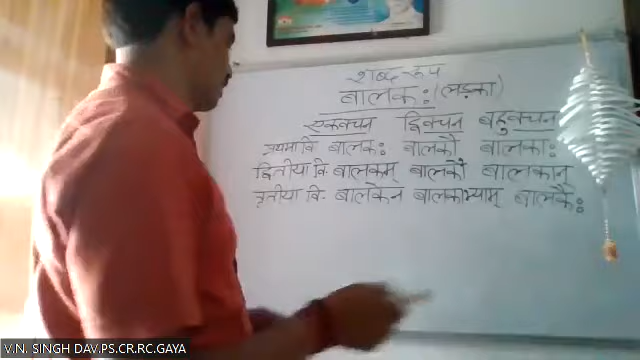 शब्द रूप
बालकः (लड़का)
एकवचन द्विवचन बहुवचन
प्रथमा वि. बालकः बालकौ बालकाः
द्वितीया वि. बालकम् बालकौ बालकान्
तृतीया वि. बालकेन बालकाभ्याम् बालकैः
V.N. SINGH DAV.PS.CR.RC.GAYA